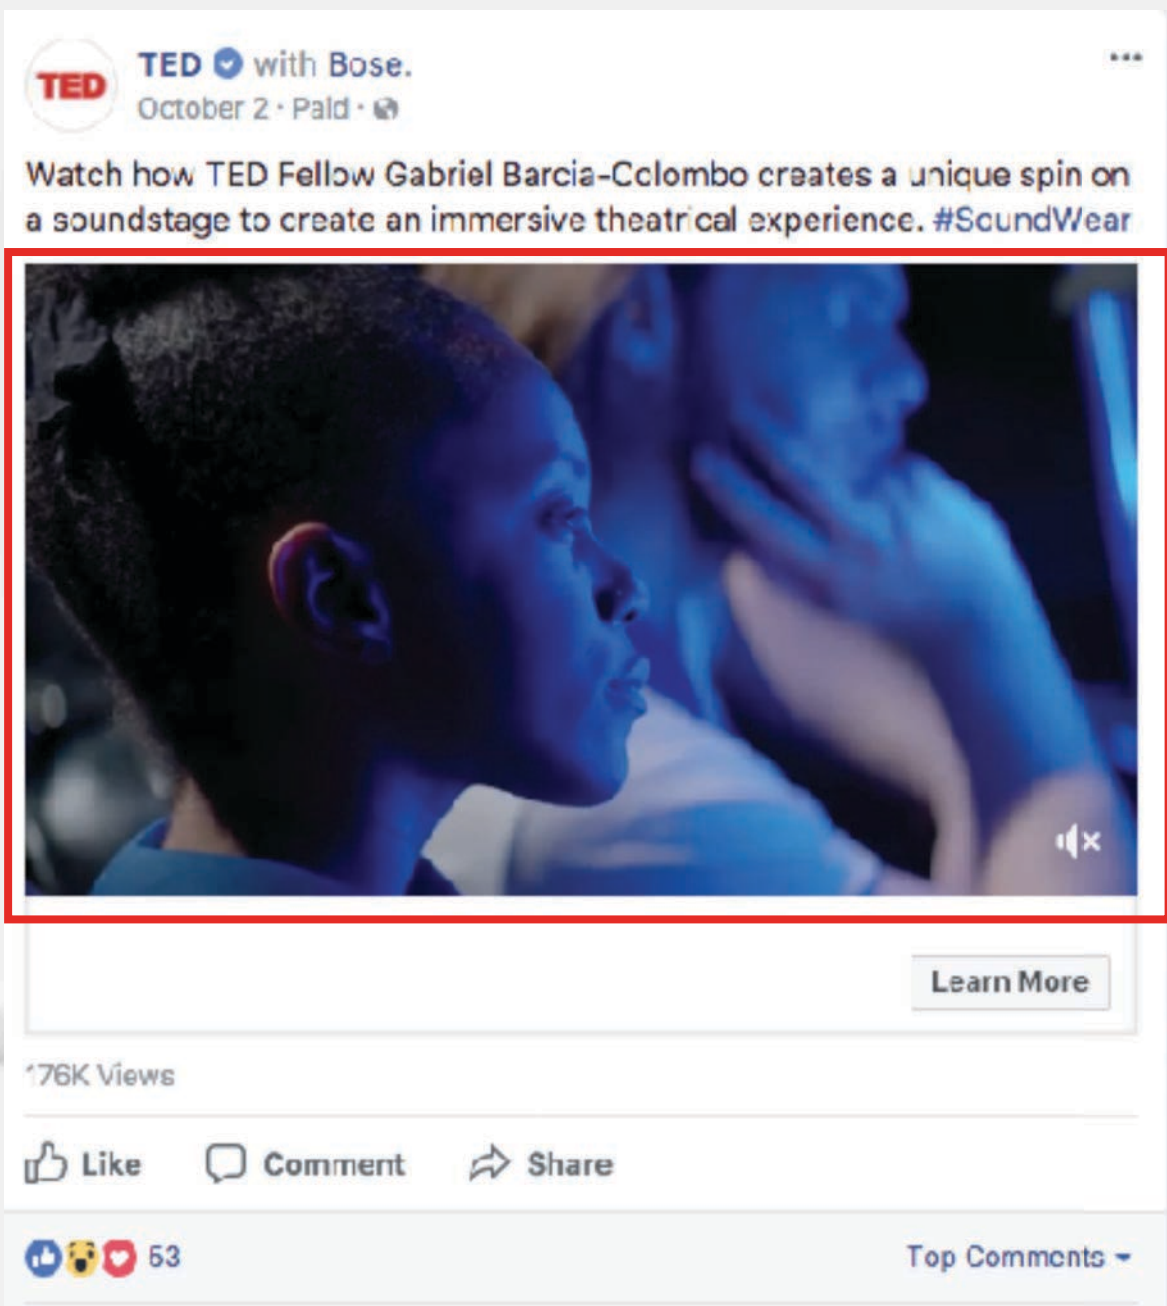 TED
TED with Bose.
October 2 · Paid ·
Watch how TED Fellow Gabriel Barcia-Colombo creates a unique spin on
a soundstage to create an immersive theatrical experience. #SoundWear
Learn More
176K Views
Like Comment Share
53 Top Comments